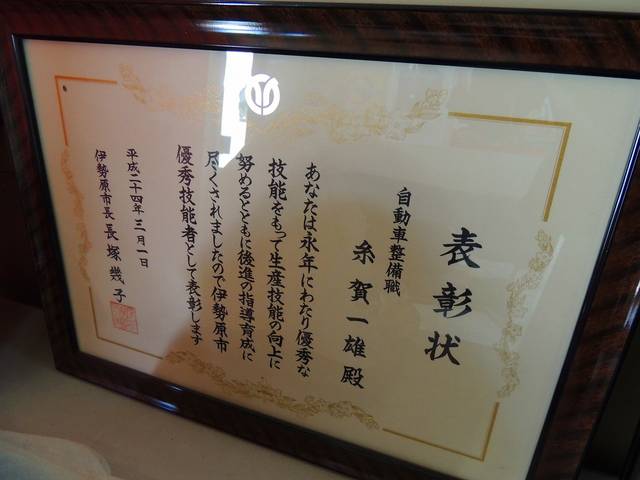 表彰状
自動車整備職
糸賀一雄殿
あなたは永年にわたり優秀な
技能をもって生産技能の向上に
努めるとともに後進の指導育成に
尽くされましたので伊勢原市
優秀技能者として表彰します
平成二十四年三月一日
伊勢原市長長塚幾子